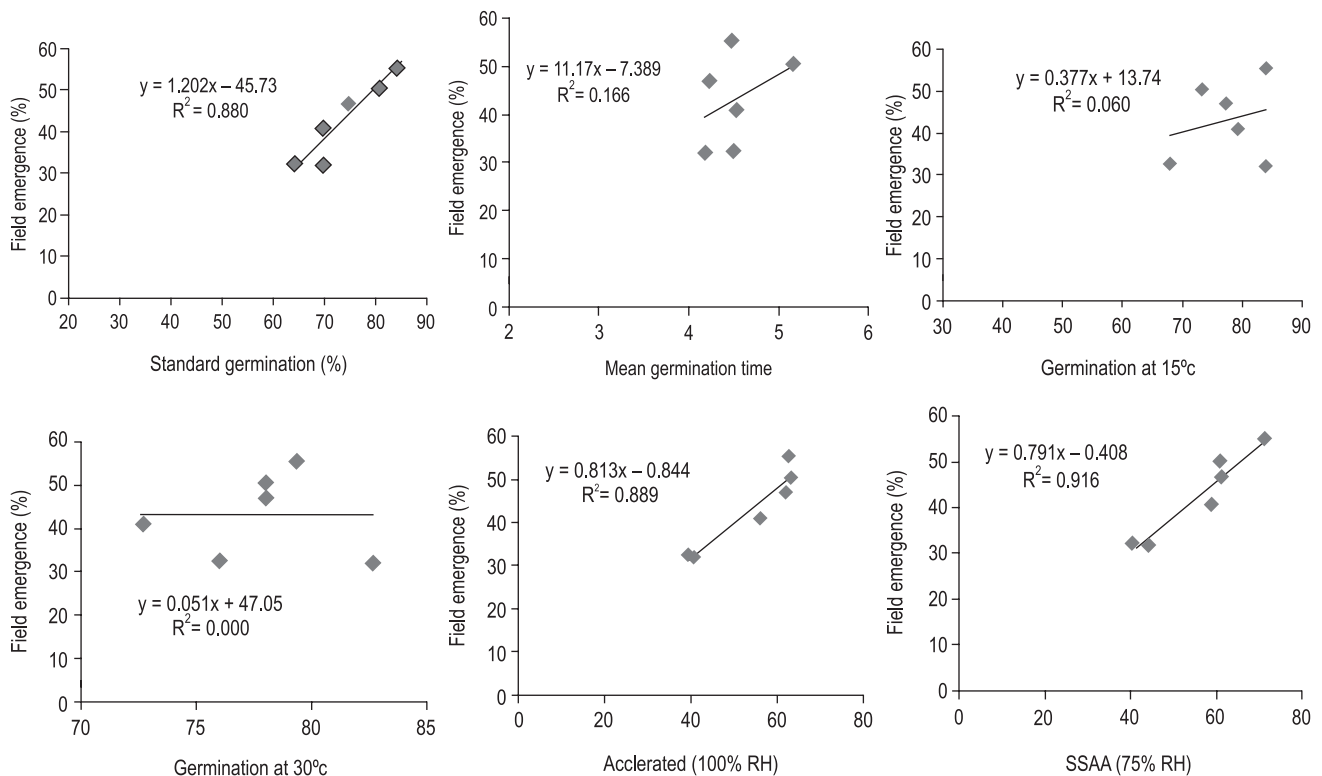 60
50
40
30
20
10
0
Field emergence (%)
y = 1.202x – 45.73
R² = 0.880
20 30 40 50 60 70 80 90
Standard germination (%)
60
50
40
30
20
10
0
Field emergence (%)
y = 11.17x – 7.389
R² = 0.166
2 3 4 5 6
Mean germination time
60
50
40
30
20
10
0
Field emergence (%)
y = 0.377x + 13.74
R² = 0.060
30 40 50 60 70 80 90
Germination at 15ºc
60
50
40
30
20
10
0
Field emergence (%)
y = 0.051x + 47.05
R² = 0.000
70 75 80 85
Germination at 30ºc
60
50
40
30
20
10
0
Field emergence (%)
y = 0.813x – 0.844
R² = 0.889
0 20 40 60 80
Acclerated (100% RH)
60
50
40
30
20
10
0
Field emergence (%)
y = 0.791x – 0.408
R² = 0.916
0 20 40 60 80
SSAA (75% RH)